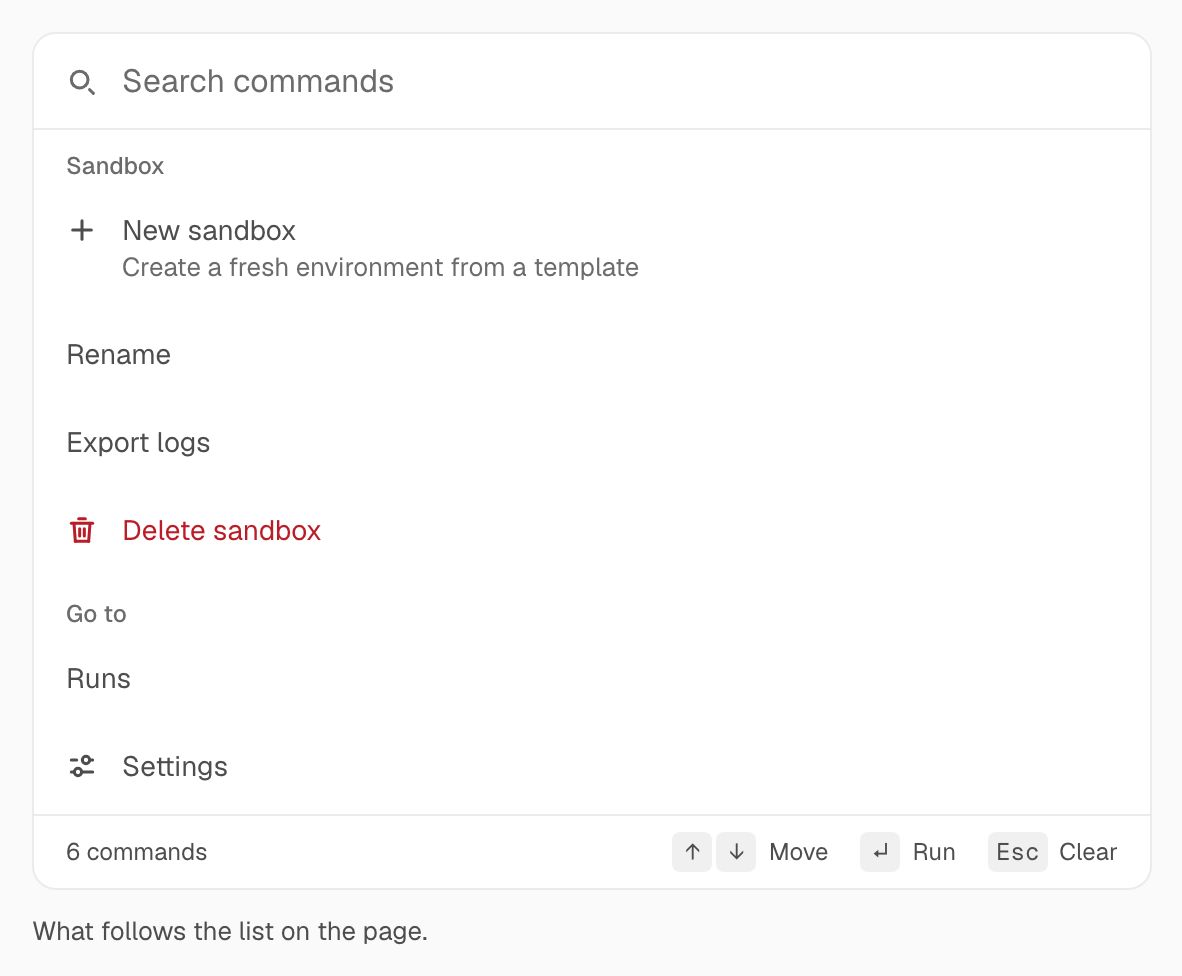 Search commands
Sandbox
New sandbox
Create a fresh environment from a template
Rename
Export logs
Delete sandbox
Go to
Runs
Settings
6 commands ↑ ↓ Move ↵ Run Esc Clear
What follows the list on the page.